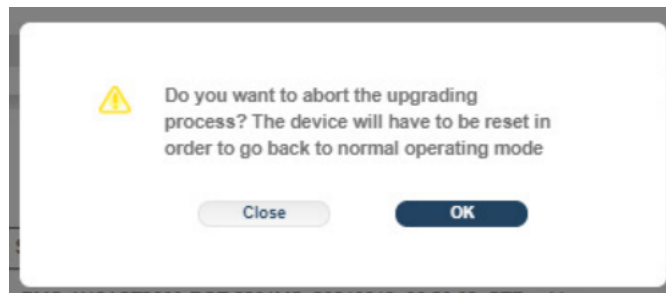 Do you want to abort the upgrading
process? The device will have to be reset in
order to go back to normal operating mode
Close
OK